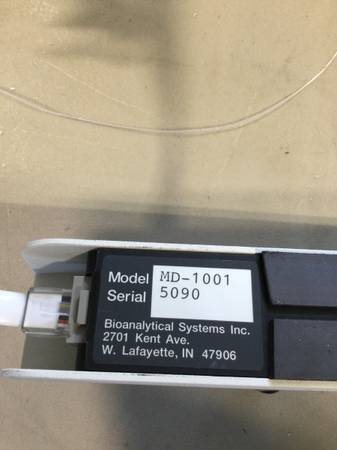 Model MD-1001
Serial 5090
Bioanalytical Systems Inc.
2701 Kent Ave.
W. Lafayette, IN 47906